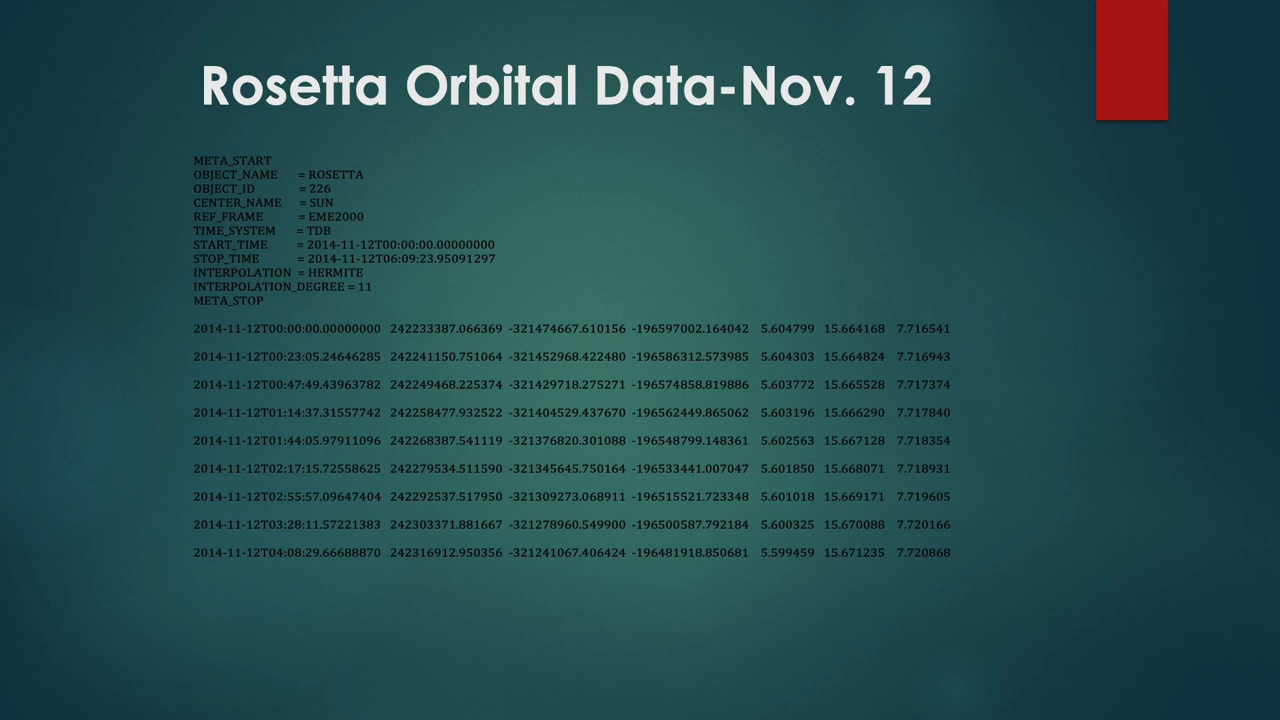 Rosetta Orbital Data-Nov. 12
META_START
OBJECT_NAME = ROSETTA
OBJECT_ID = 226
CENTER_NAME = SUN
REF_FRAME = EME2000
TIME_SYSTEM = TDB
START_TIME = 2014-11-12T00:00:00.00000000
STOP_TIME = 2014-11-12T06:09:23.95091297
INTERPOLATION = HERMITE
INTERPOLATION_DEGREE = 11
META_STOP
2014-11-12T00:00:00.00000000 242233387.066369 -321474667.610156 -196597002.164042 5.604799 15.664168 7.716541
2014-11-12T00:23:05.24646285 242241150.751064 -321452968.422480 -196586312.573985 5.604303 15.664824 7.716943
2014-11-12T00:47:49.43963782 242249468.225374 -321429718.275271 -196574858.819886 5.603772 15.665528 7.717374
2014-11-12T01:14:37.31557742 242258477.932522 -321404529.437670 -196562449.865062 5.603196 15.666290 7.717840
2014-11-12T01:44:05.97911096 242268387.541119 -321376820.301088 -196548799.148361 5.602563 15.667128 7.718354
2014-11-12T02:17:15.72558625 242279534.511590 -321345645.750164 -196533441.007047 5.601850 15.668071 7.718931
2014-11-12T02:55:57.09647404 242292537.517950 -321309273.068911 -196515521.723348 5.601018 15.669171 7.719605
2014-11-12T03:28:11.57221383 242303371.881667 -321278960.549900 -196500587.792184 5.600325 15.670088 7.720166
2014-11-12T04:08:29.66688870 242316912.950356 -321241067.406424 -196481918.850681 5.599459 15.671235 7.720868